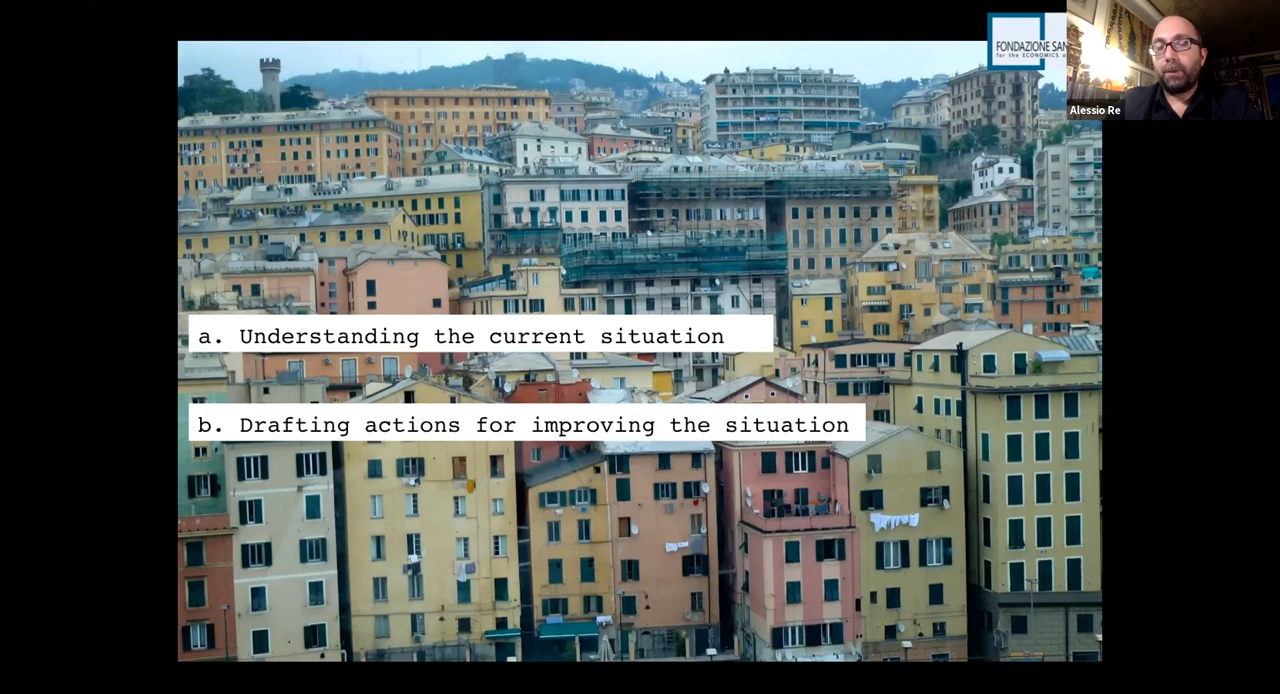 FONDAZIONE SAN
for the ECONOMICS
Alessio Re
a. Understanding the current situation
b. Drafting actions for improving the situation